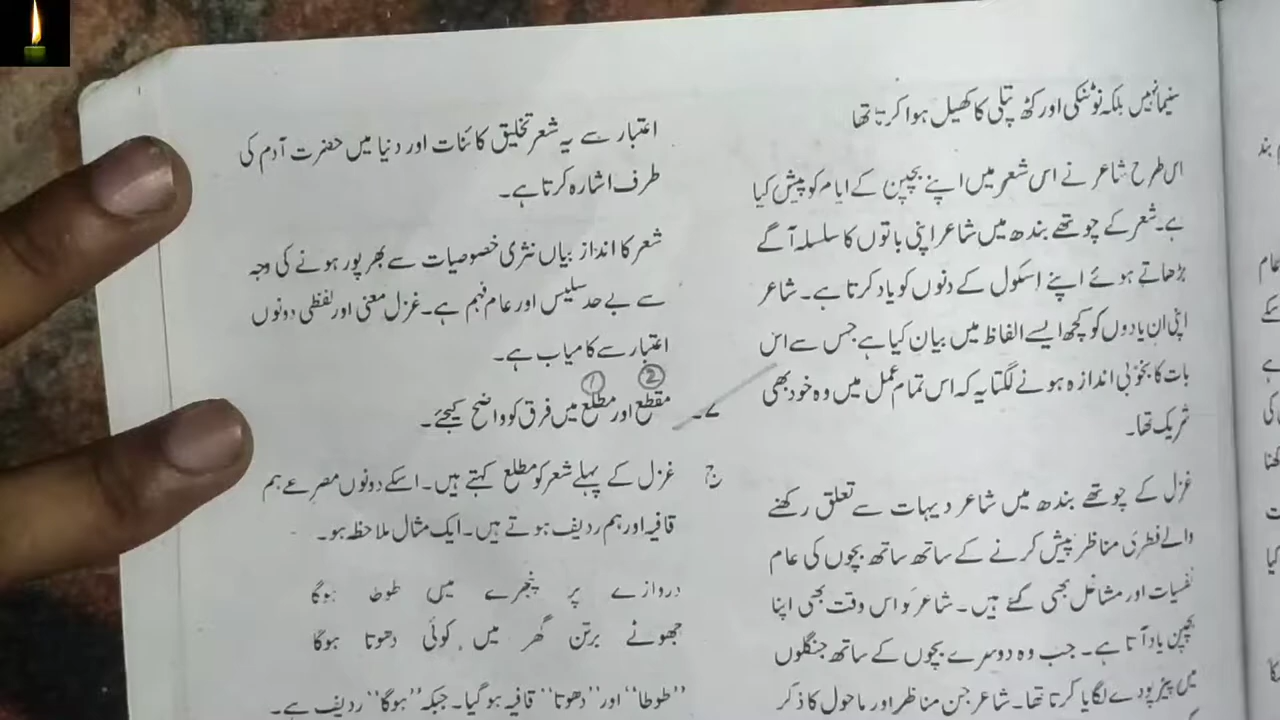 سنیما نہیں بلکہ نوٹنکی اور کٹھ پتلی کا کھیل ہوا کرتا تھا
اس طرح شاعر نے اس شعر میں اپنے بچپن کے ایام کو پیش کیا
ہے۔ شعر کے چوتھے بندھ میں شاعر اپنی باتوں کا سلسلہ آگے
بڑھاتے ہوئے اپنے اسکول کے دنوں کو یاد کرتا ہے۔ شاعر
اپنی ان یادوں کو کچھ ایسے الفاظ میں بیان کیا ہے جس سے اس
بات کا بخوبی اندازہ ہونے لگتا یہ کہ اس تمام عمل میں وہ خود بھی
شریک تھا۔
غزل کے چوتھے بندھ میں شاعر دیہات سے تعلق رکھنے
والے فطری مناظر پیش کرنے کے ساتھ ساتھ بچوں کی عام
نفسیات اور مشاغل بھی کئے ہیں۔ شاعر کو اس وقت بھی اپنا
بچپن یاد آتا ہے۔ جب وہ دوسرے بچوں کے ساتھ جنگلوں
میں پیڑ پودے لگایا کرتا تھا۔ شاعر جن مناظر اور ماحول کا ذکر
اعتبار سے یہ شعر تخلیق کائنات اور دنیا میں حضرت آدم کی
طرف اشارہ کرتا ہے۔
شعر کا انداز بیاں نثری خصوصیات سے بھرپور ہونے کی وجہ
سے بے حد سلیس اور عام فہم ہے۔ غزل معنی اور لفظی دونوں
اعتبار سے کامیاب ہے۔
② ①
۷۔ مقطع اور مطلع میں فرق کو واضح کیجئے۔
ج غزل کے پہلے شعر کو مطلع کہتے ہیں۔ اسکے دونوں مصرعے ہم
قافیہ اور ہم ردیف ہوتے ہیں۔ ایک مثال ملاحظہ ہو۔
دروازے پر پنجرے میں طوطا ہوگا
جھونے برتن گھر میں کوئی دھوتا ہوگا
"طوطا" اور "دھوتا" قافیہ ہوگیا۔ جبکہ "ہوگا" ردیف ہے۔